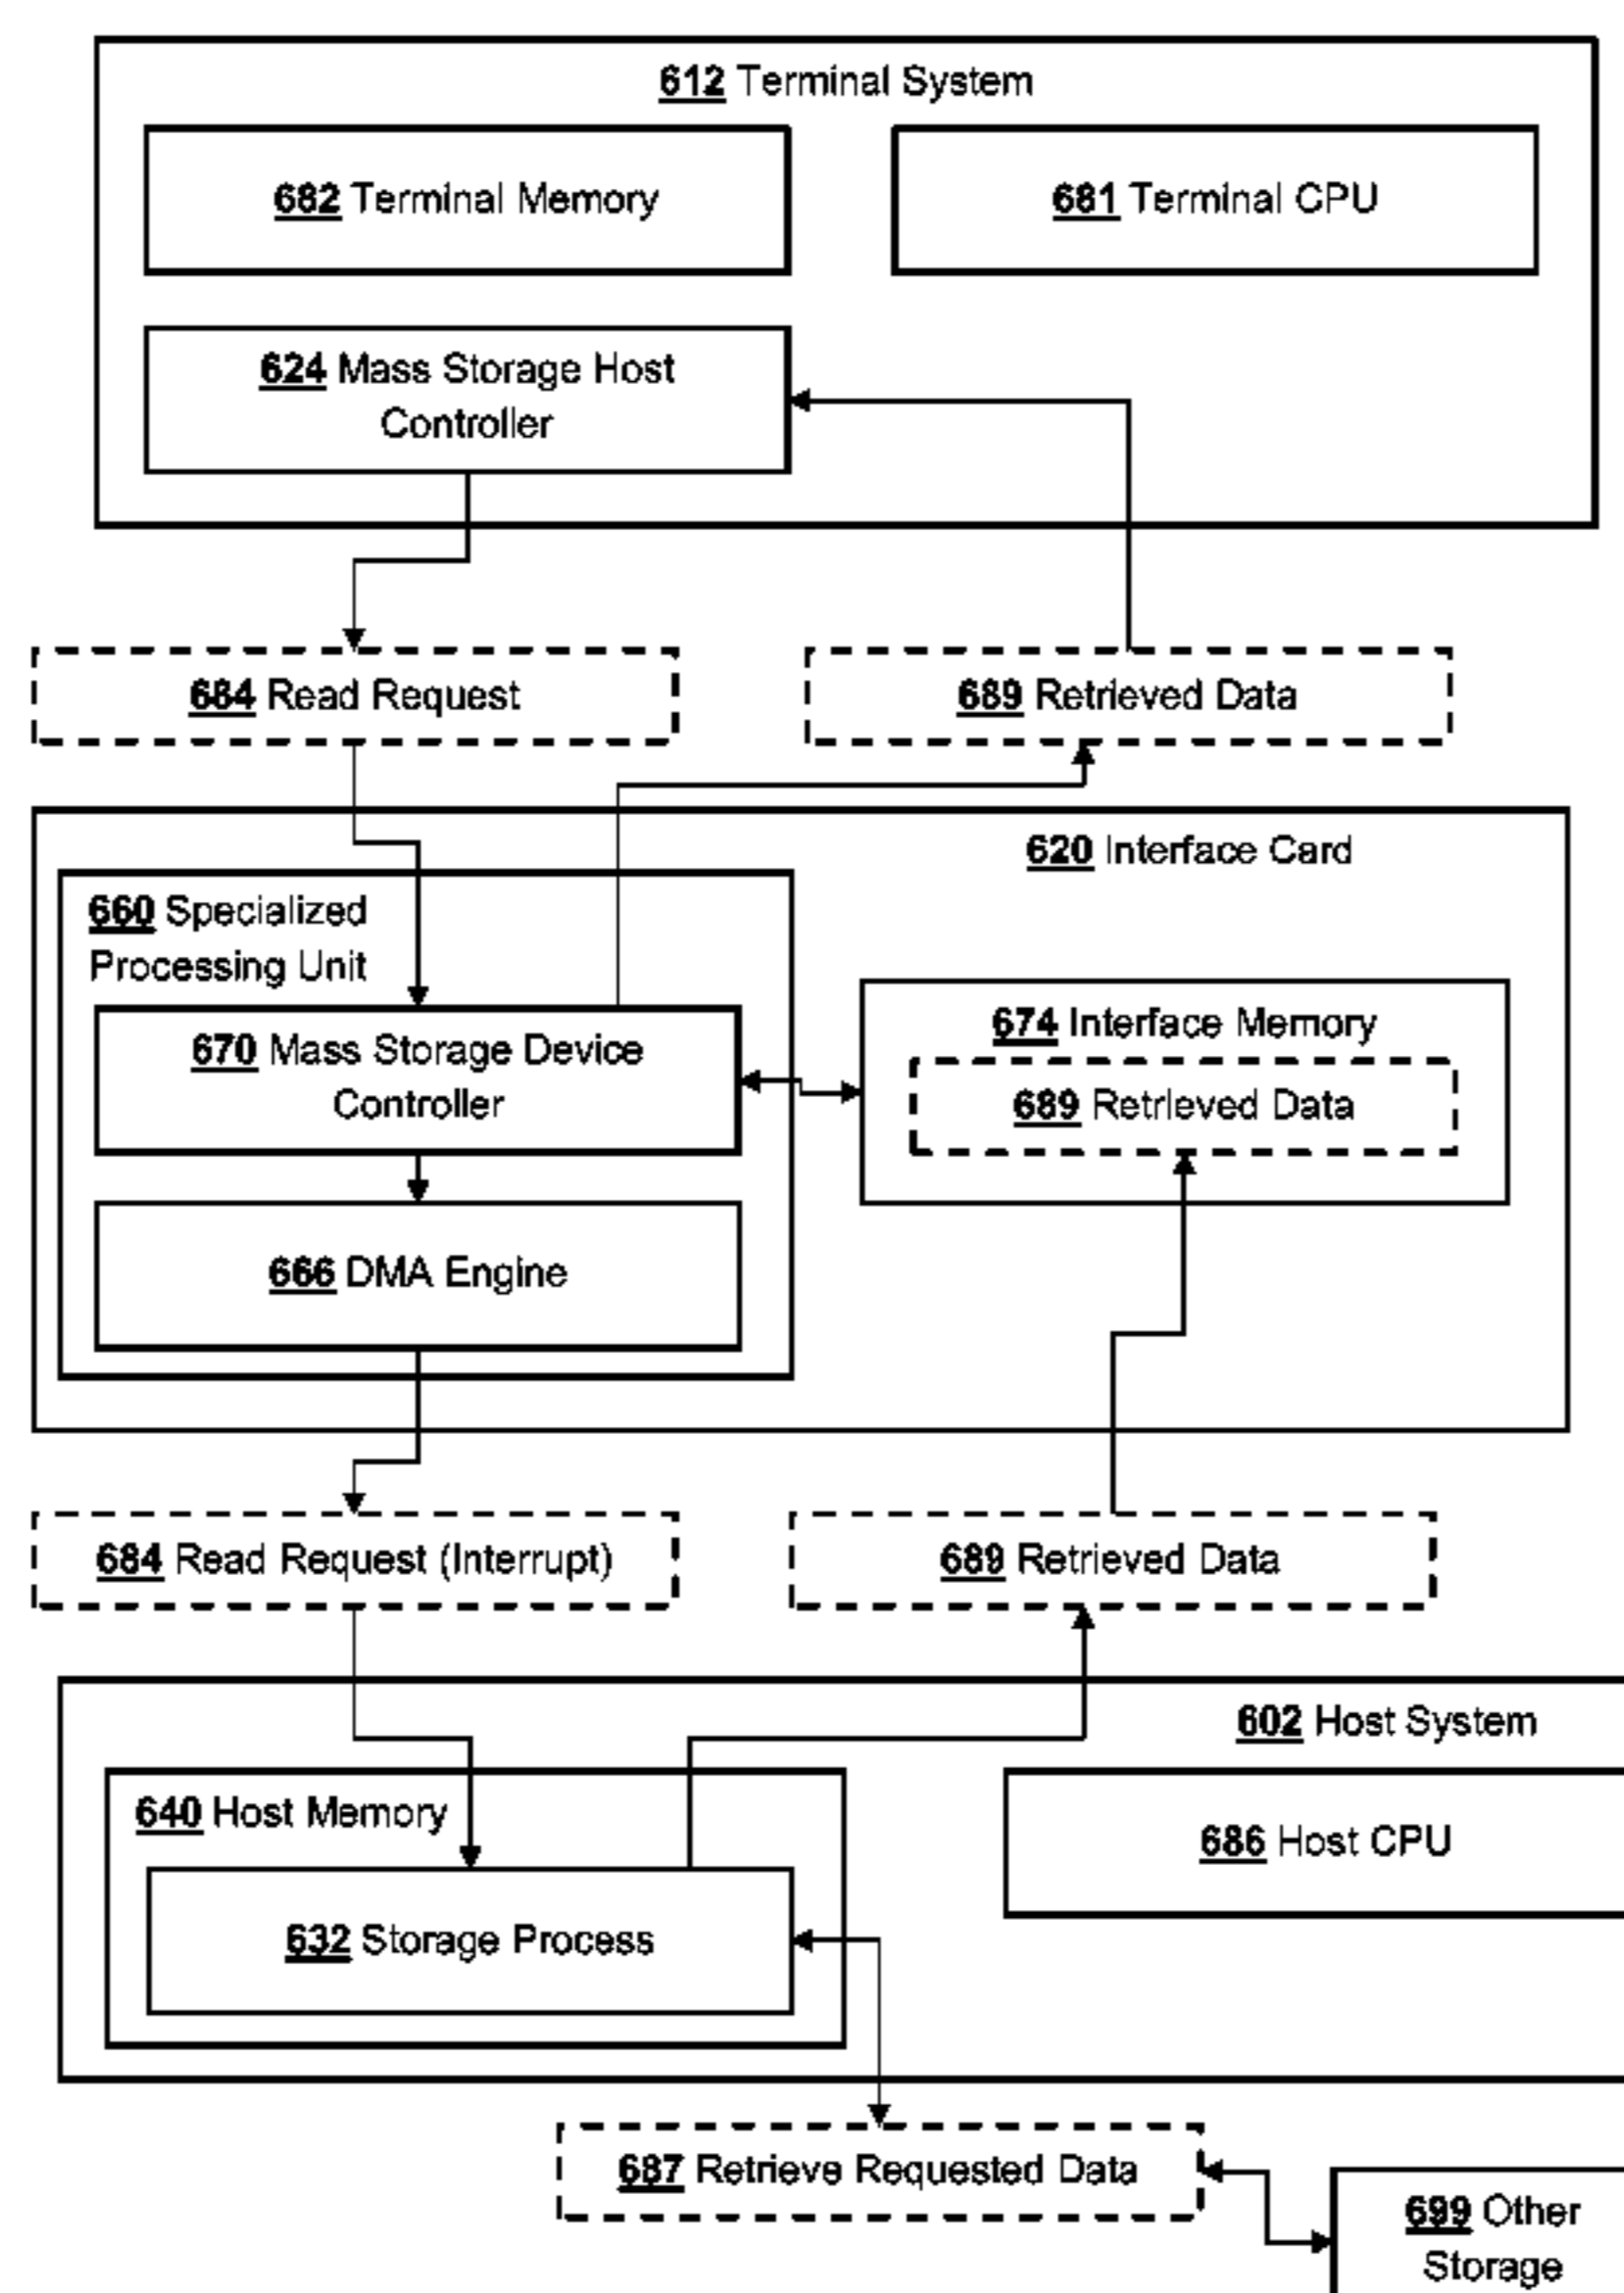 612 Terminal System
682 Terminal Memory
681 Terminal CPU
624 Mass Storage Host
Controller
684 Read Request
689 Retrieved Data
620 Interface Card
660 Specialized
Processing Unit
670 Mass Storage Device
Controller
674 Interface Memory
689 Retrieved Data
666 DMA Engine
684 Read Request (Interrupt)
689 Retrieved Data
602 Host System
640 Host Memory
686 Host CPU
632 Storage Process
687 Retrieve Requested Data
699 Other
Storage